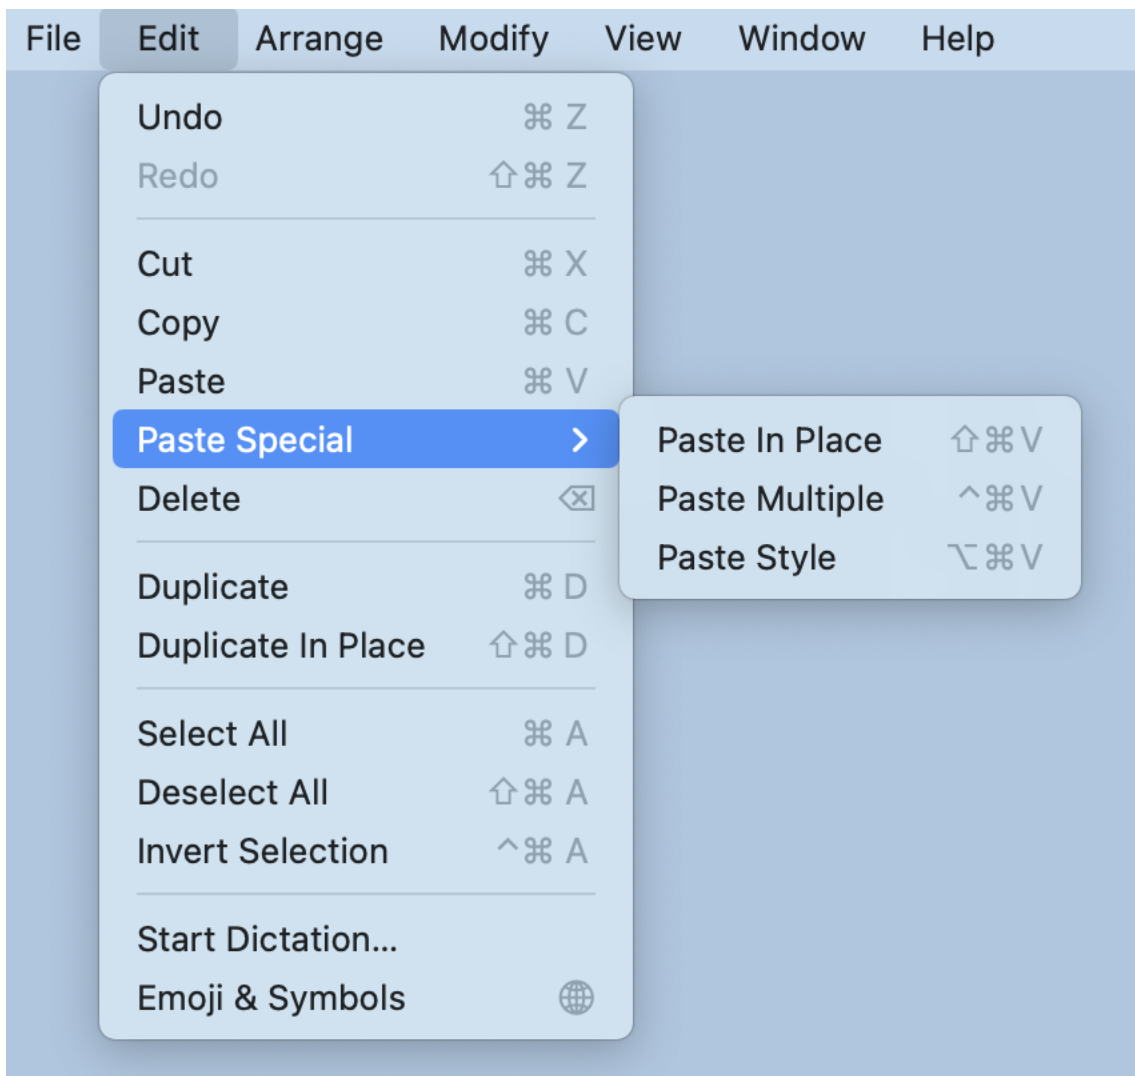 File Edit Arrange Modify View Window Help
Undo ⌘ Z
Redo ⇧⌘ Z
Cut ⌘ X
Copy ⌘ C
Paste ⌘ V
Paste Special
Paste In Place ⇧⌘V
Paste Multiple ^⌘V
Paste Style ⌥⌘V
Delete ⌫
Duplicate ⌘ D
Duplicate In Place ⇧⌘ D
Select All ⌘ A
Deselect All ⇧⌘ A
Invert Selection ^⌘ A
Start Dictation...
Emoji & Symbols